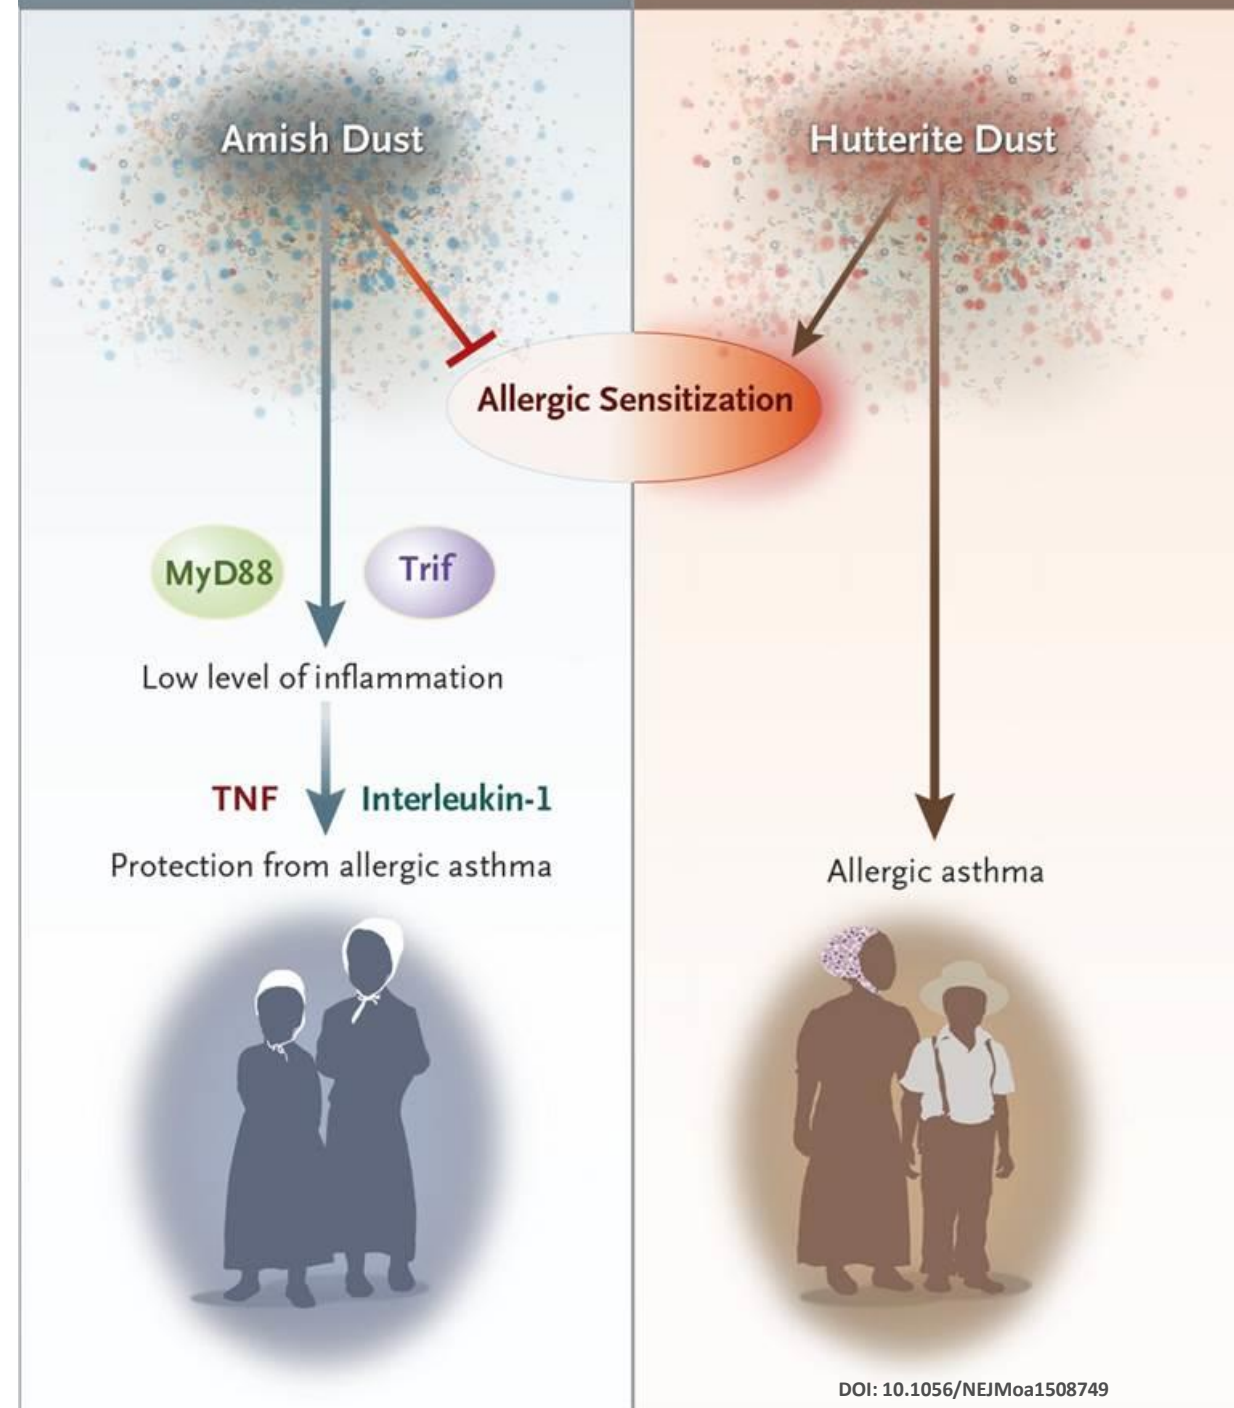 Amish Dust
Hutterite Dust
Allergic Sensitization
MyD88
Trif
Low level of inflammation
TNF
Interleukin-1
Protection from allergic asthma
Allergic asthma
DOI: 10.1056/NEJMoa1508749